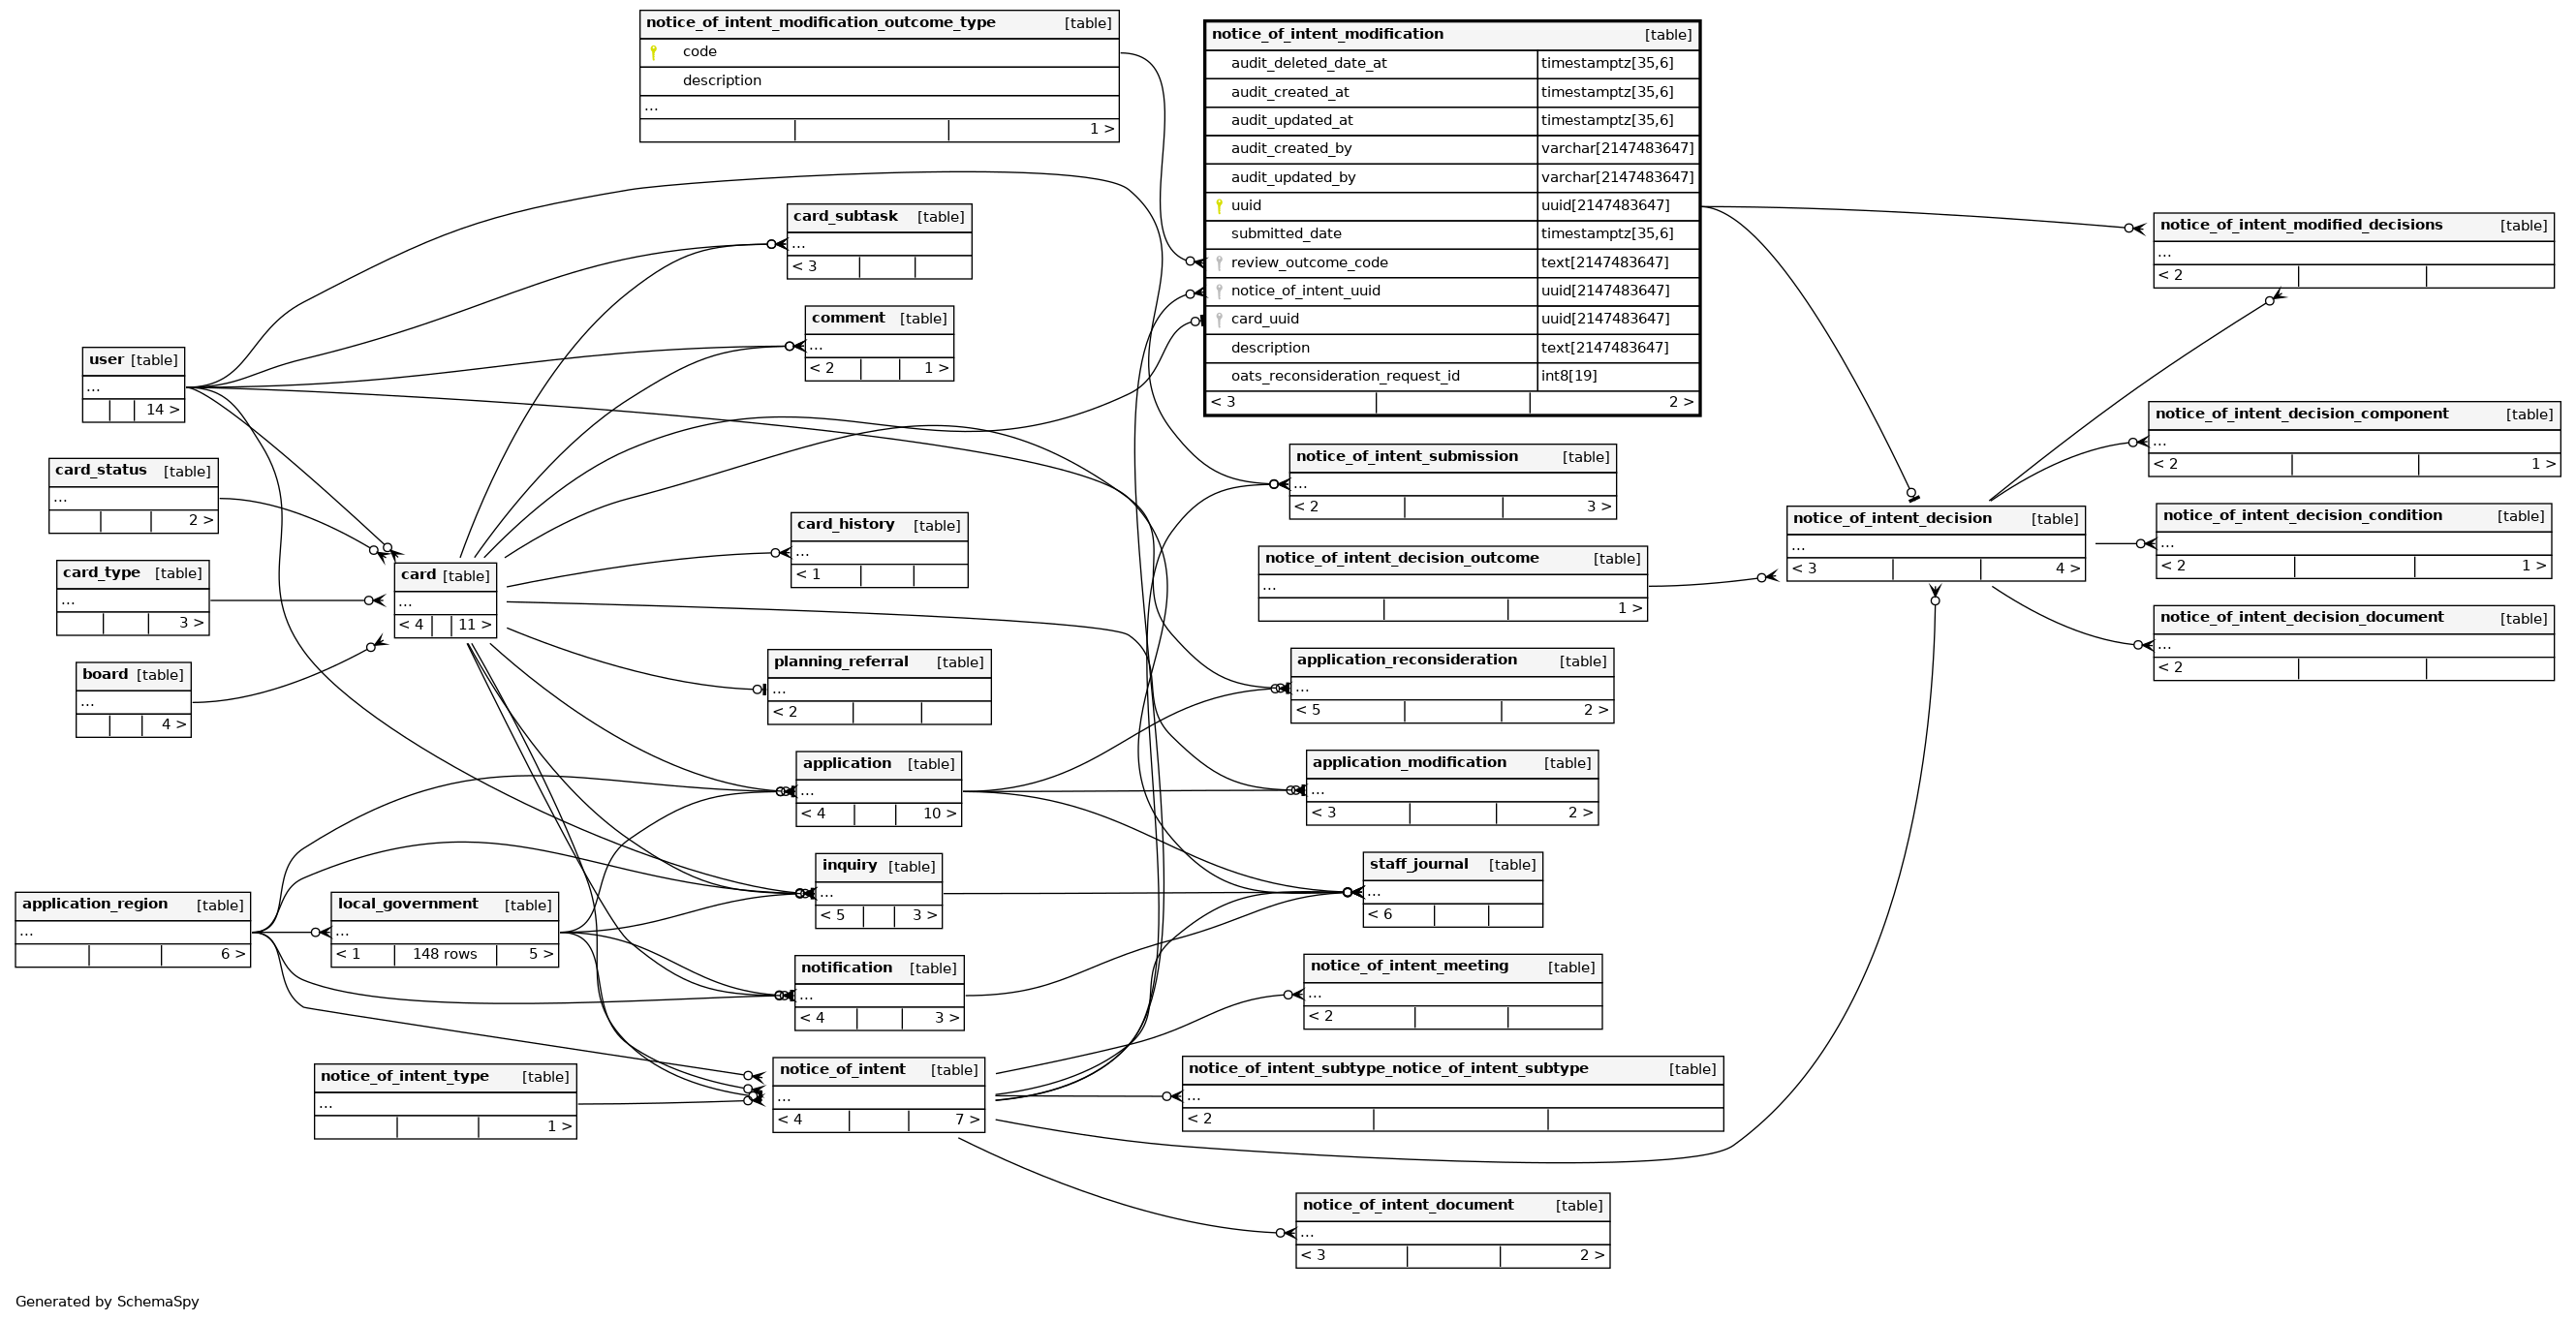 notice_of_intent_modification_outcome_type [table]
code
description
...
1 >
notice_of_intent_modification [table]
audit_deleted_date_at timestamptz[35,6]
audit_created_at timestamptz[35,6]
audit_updated_at timestamptz[35,6]
audit_created_by varchar[2147483647]
audit_updated_by varchar[2147483647]
uuid uuid[2147483647]
submitted_date timestamptz[35,6]
review_outcome_code text[2147483647]
notice_of_intent_uuid uuid[2147483647]
card_uuid uuid[2147483647]
description text[2147483647]
oats_reconsideration_request_id int8[19]
< 3 2 >
card_subtask [table]
...
< 3
notice_of_intent_modified_decisions [table]
...
< 2
comment [table]
...
< 2 1 >
user [table]
...
14 >
notice_of_intent_decision_component [table]
...
< 2 1 >
notice_of_intent_submission [table]
...
< 2 3 >
card_status [table]
...
2 >
notice_of_intent_decision [table]
...
< 3 4 >
notice_of_intent_decision_condition [table]
...
< 2 1 >
card_history [table]
...
< 1
notice_of_intent_decision_outcome [table]
...
1 >
card_type [table]
...
3 >
card [table]
...
< 4 11 >
notice_of_intent_decision_document [table]
...
< 2
planning_referral [table]
...
< 2
application_reconsideration [table]
...
< 5 2 >
board [table]
...
4 >
application [table]
...
< 4 10 >
application_modification [table]
...
< 3 2 >
inquiry [table]
...
< 5 3 >
staff_journal [table]
...
< 6
application_region [table]
...
6 >
local_government [table]
...
< 1 148 rows 5 >
notification [table]
...
< 4 3 >
notice_of_intent_meeting [table]
...
< 2
notice_of_intent_type [table]
...
1 >
notice_of_intent [table]
...
< 4 7 >
notice_of_intent_subtype_notice_of_intent_subtype [table]
...
< 2
notice_of_intent_document [table]
...
< 3 2 >
Generated by SchemaSpy